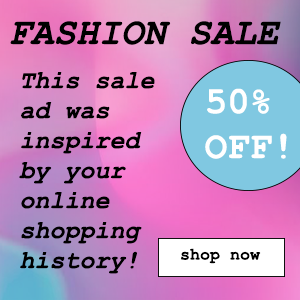 FASHION SALE
This sale
ad was
inspired
by your
online
shopping
history!
50%
OFF!
shop now